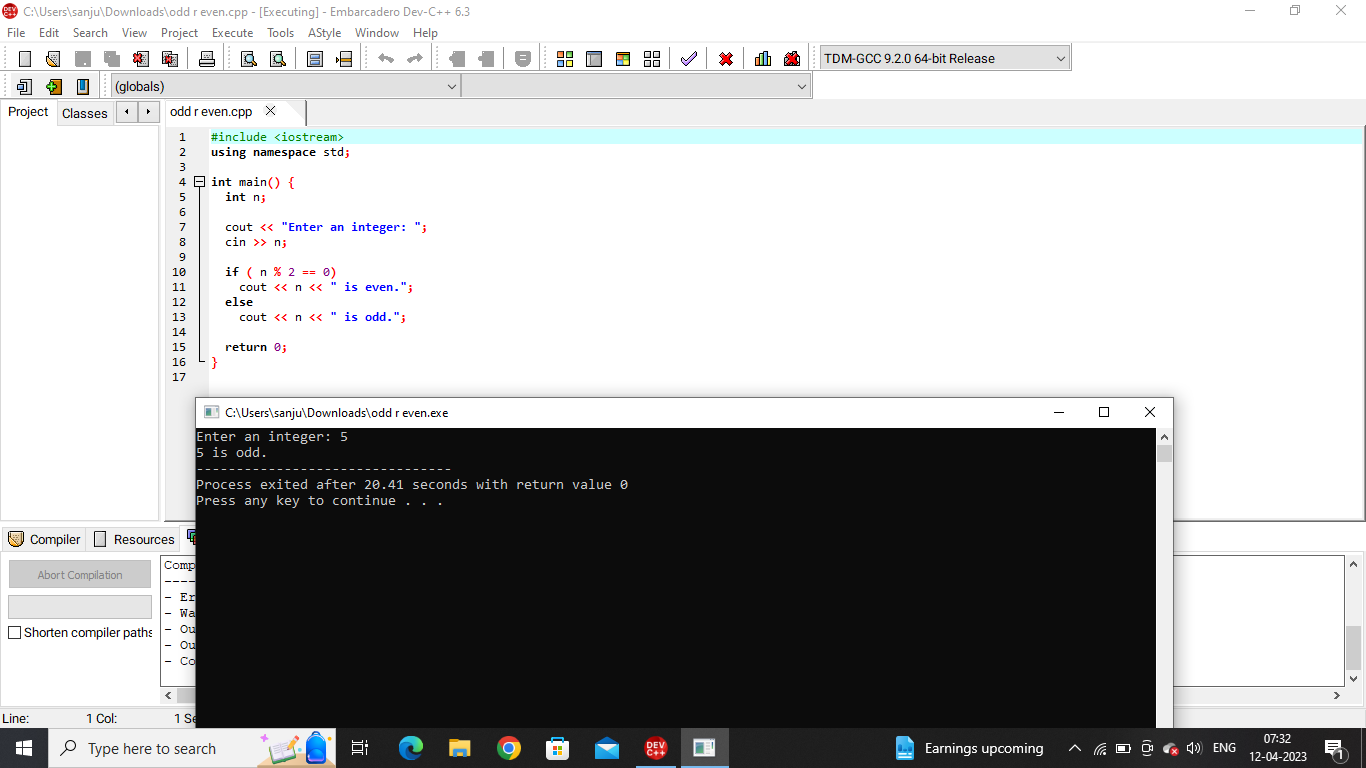 C:\Users\sanju\Downloads\odd r even.cpp - [Executing] - Embarcadero Dev-C++ 6.3
File Edit Search View Project Execute Tools AStyle Window Help
TDM-GCC 9.2.0 64-bit Release
(globals)
Project Classes
odd r even.cpp
1 #include <iostream>
2 using namespace std;
3
4 int main() {
5 int n;
6
7 cout << "Enter an integer: ";
8 cin >> n;
9
10 if ( n % 2 == 0)
11 cout << n << " is even.";
12 else
13 cout << n << " is odd.";
14
15 return 0;
16 }
17
C:\Users\sanju\Downloads\odd r even.exe
Enter an integer: 5
5 is odd.
--------------------------------
Process exited after 20.41 seconds with return value 0
Press any key to continue . . .
Compiler Resources
Abort Compilation
Shorten compiler paths
Comp
----
- Er
- Wa
- Ou
- Ou
- Co
Line: 1 Col: 1 Se
Type here to search
DEV C++
Earnings upcoming
ENG
07:32
12-04-2023
1